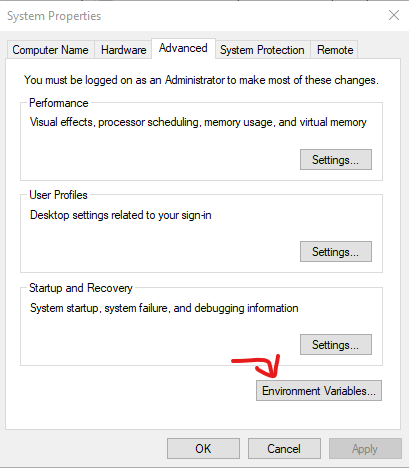 System Properties
Computer Name Hardware Advanced System Protection Remote
You must be logged on as an Administrator to make most of these changes.
Performance
Visual effects, processor scheduling, memory usage, and virtual memory
Settings...
User Profiles
Desktop settings related to your sign-in
Settings...
Startup and Recovery
System startup, system failure, and debugging information
Settings...
Environment Variables...
OK Cancel Apply